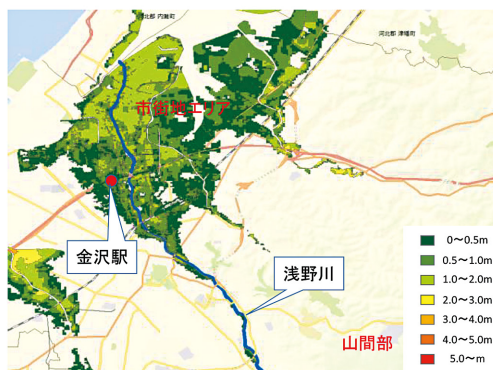 河北郡 内灘町
河北郡 津幡町
市街地エリア
金沢駅
浅野川
山間部
0〜0.5m
0.5〜1.0m
1.0〜2.0m
2.0〜3.0m
3.0〜4.0m
4.0〜5.0m
5.0〜m